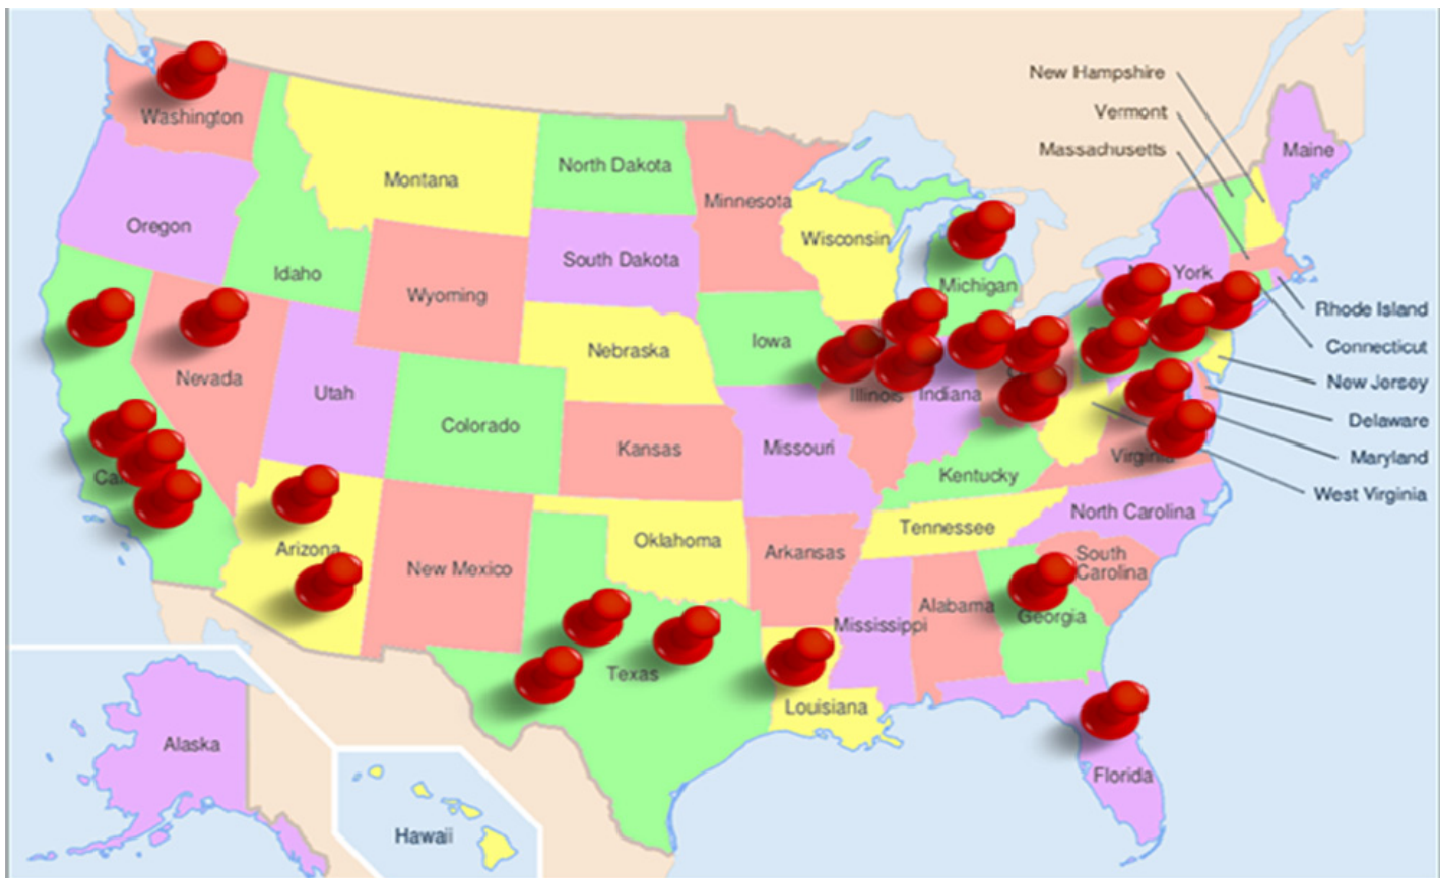 New Hampshire
Vermont
Massachusetts
Maine
Washington
Montana
North Dakota
Minnesota
Oregon
Idaho
Wisconsin
South Dakota
Wyoming
Michigan
York
Rhode Island
Iowa
Nebraska
Connecticut
Nevada
Utah
Illinois
Indiana
New Jersey
Colorado
Delaware
Kansas
Missouri
Virginia
Maryland
Kentucky
West Virginia
North Carolina
Tennessee
Oklahoma
Arizona
New Mexico
Arkansas
South
Carolina
Alabama
Georgia
Mississippi
Texas
Louisiana
Alaska
Florida
Hawaii